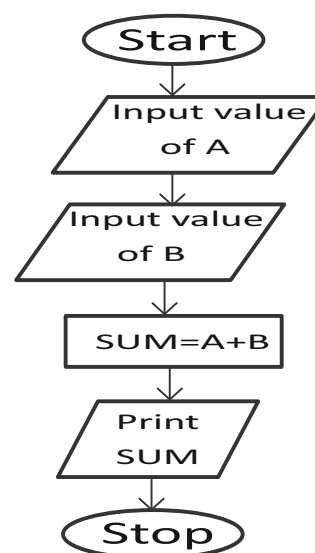 Start
Input value
of A
Input value
of B
SUM=A+B
Print
SUM
Stop